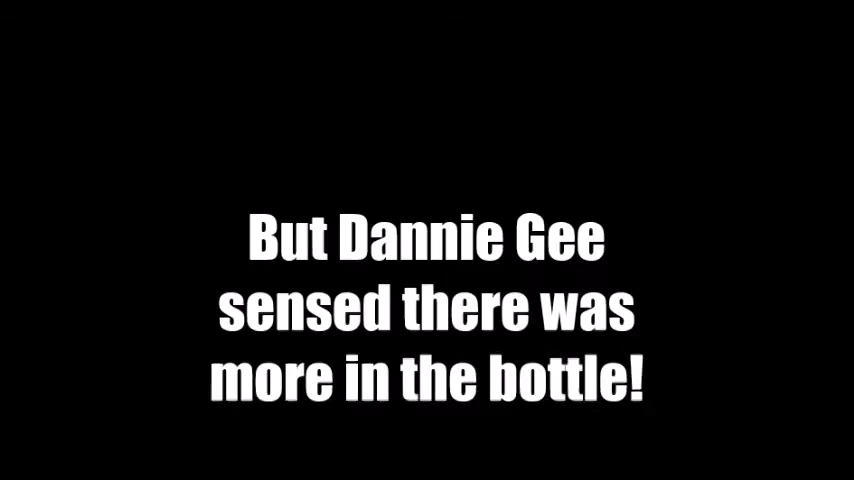 But Dannie Gee
sensed there was
more in the bottle!